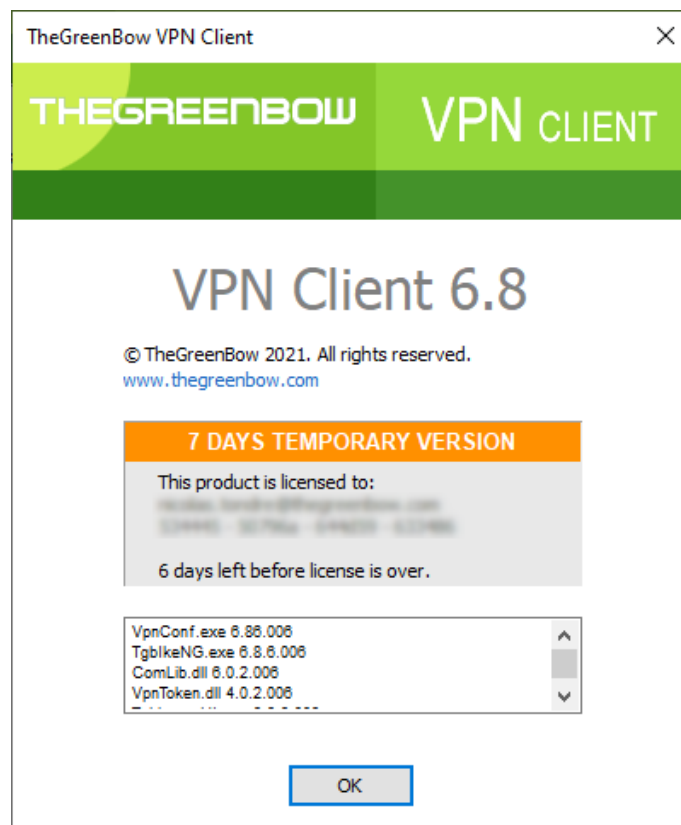 TheGreenBow VPN Client
THEGREENBOW
VPN CLIENT
VPN Client 6.8
© TheGreenBow 2021. All rights reserved.
www.thegreenbow.com
7 DAYS TEMPORARY VERSION
This product is licensed to:
6 days left before license is over.
VpnConf.exe 6.86.006
TgbIkeNG.exe 6.8.6.006
ComLib.dll 6.0.2.006
VpnToken.dll 4.0.2.006
OK